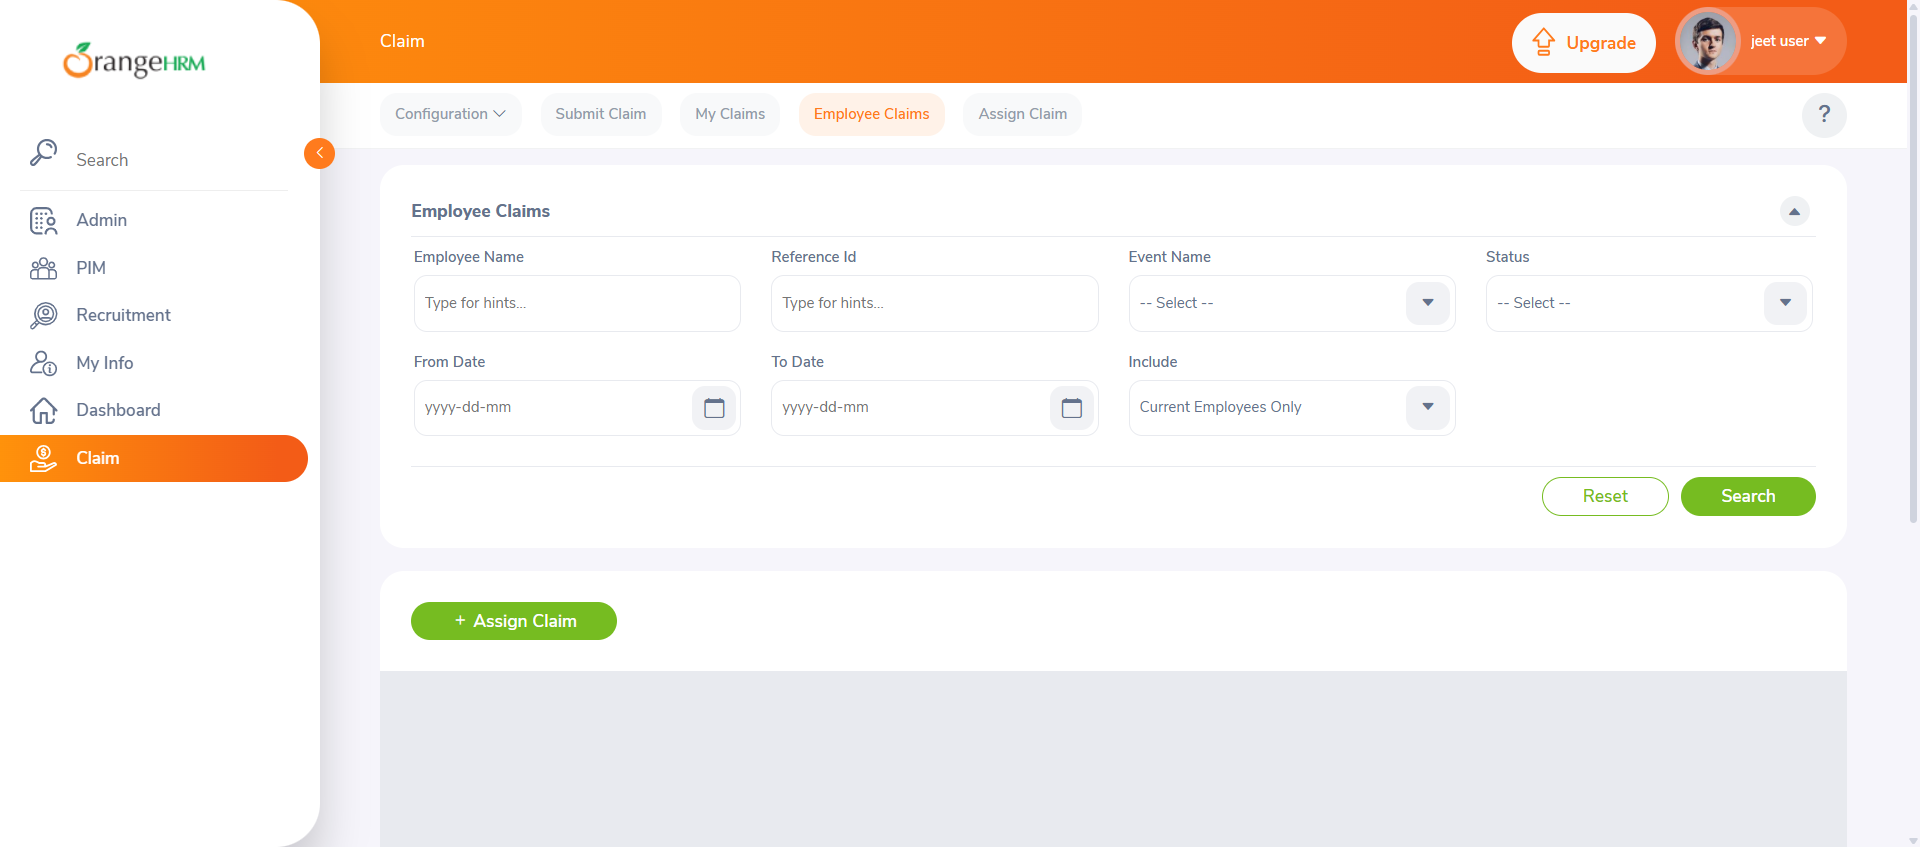 OrangeHRM
Claim
Upgrade
jeet user
Configuration
Submit Claim
My Claims
Employee Claims
Assign Claim
?
Search
Admin
PIM
Recruitment
My Info
Dashboard
Claim
Employee Claims
Employee Name
Reference Id
Event Name
Status
Type for hints...
Type for hints...
-- Select --
-- Select --
From Date
To Date
Include
yyyy-dd-mm
yyyy-dd-mm
Current Employees Only
Reset
Search
+ Assign Claim